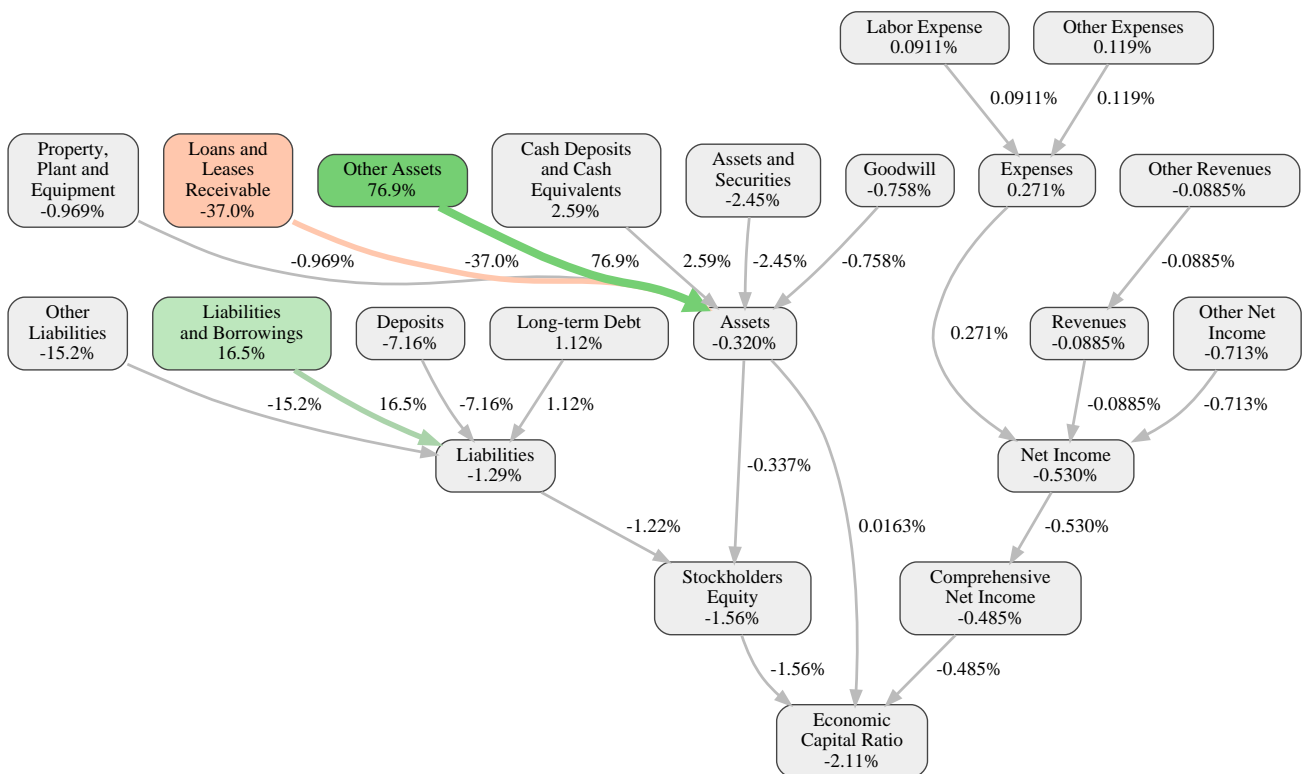 Labor Expense
0.0911%
Other Expenses
0.119%
0.0911%
0.119%
Property,
Plant and
Equipment
-0.969%
Loans and
Leases
Receivable
-37.0%
Other Assets
76.9%
Cash Deposits
and Cash
Equivalents
2.59%
Assets and
Securities
-2.45%
Goodwill
-0.758%
Expenses
0.271%
Other Revenues
-0.0885%
-0.969%
-37.0%
76.9%
2.59%
-2.45%
-0.758%
-0.0885%
Other
Liabilities
-15.2%
Liabilities
and Borrowings
16.5%
Deposits
-7.16%
Long-term Debt
1.12%
Assets
-0.320%
0.271%
Revenues
-0.0885%
Other Net
Income
-0.713%
-15.2%
16.5%
-7.16%
1.12%
-0.0885%
-0.713%
Liabilities
-1.29%
-0.337%
Net Income
-0.530%
-1.22%
0.0163%
-0.530%
Stockholders
Equity
-1.56%
Comprehensive
Net Income
-0.485%
-1.56%
-0.485%
Economic
Capital Ratio
-2.11%